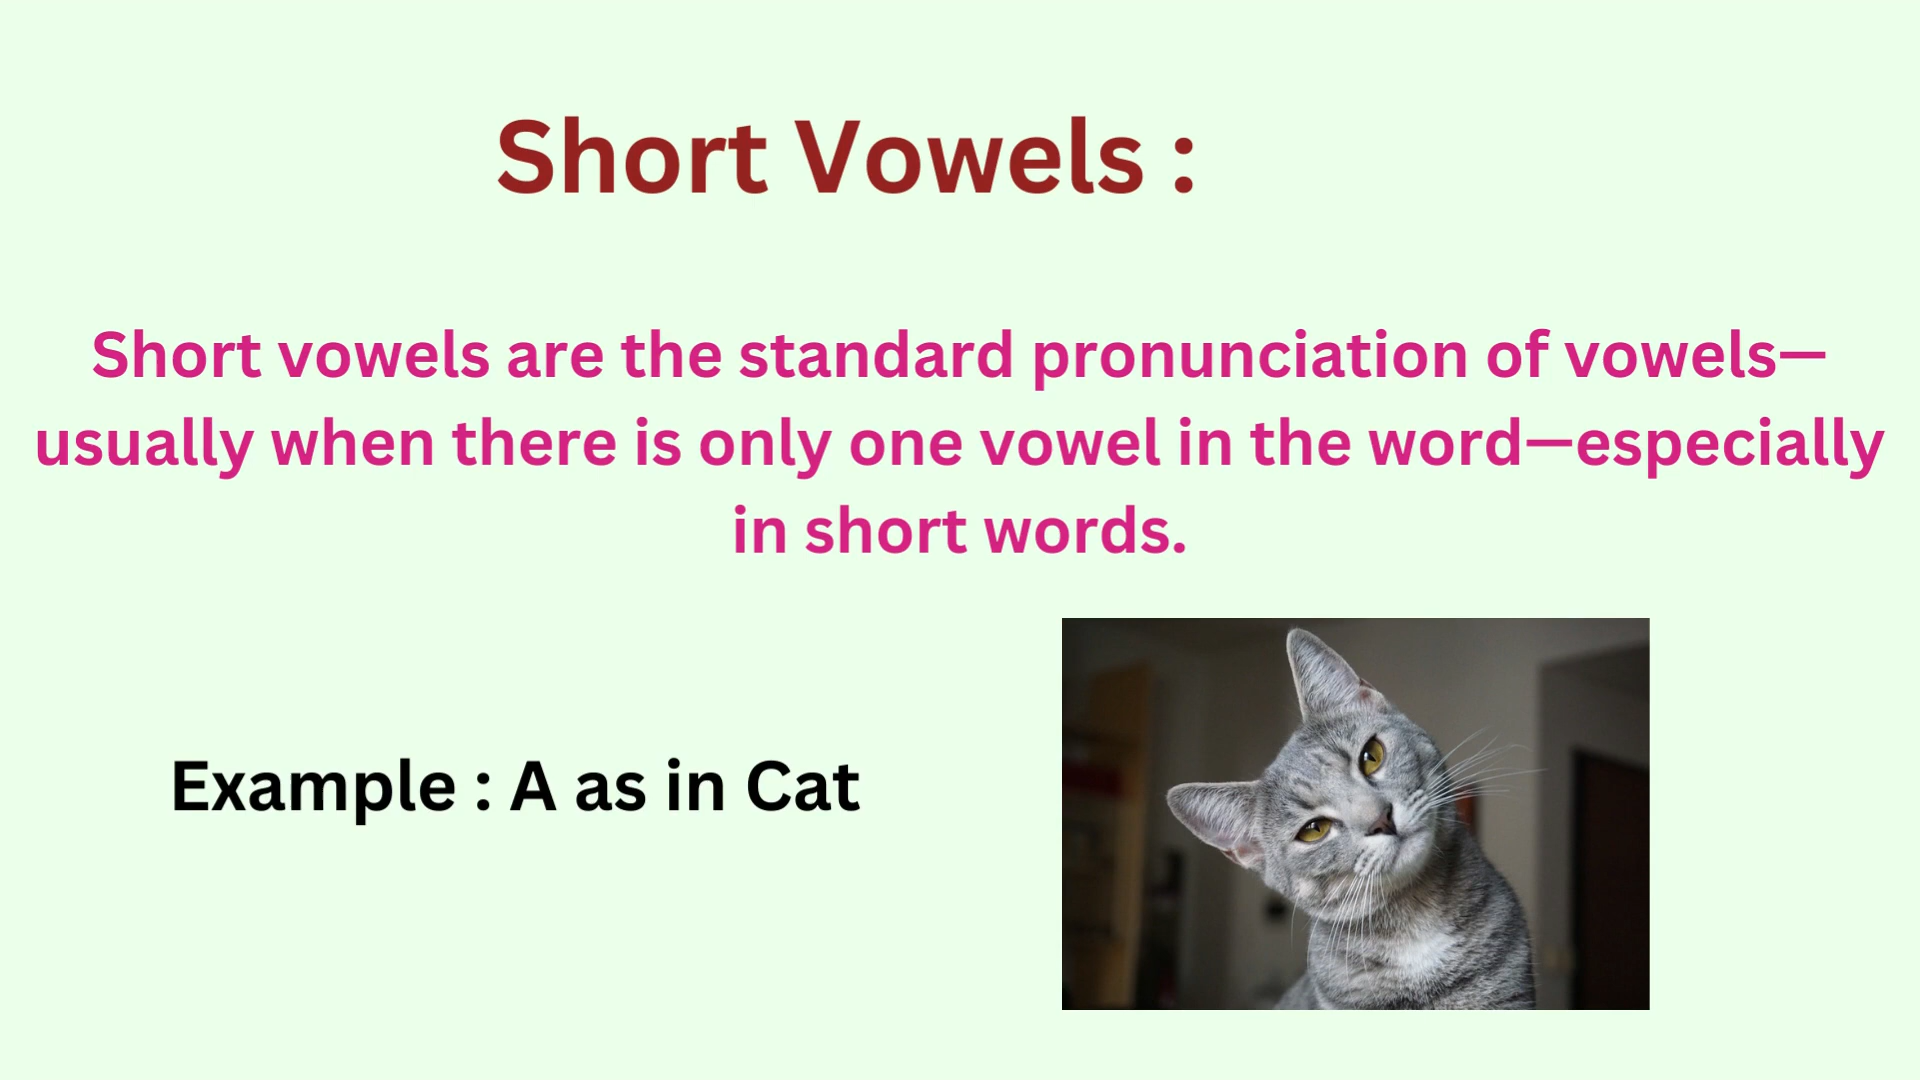 Short Vowels :
Short vowels are the standard pronunciation of vowels—
usually when there is only one vowel in the word—especially
in short words.
Example : A as in Cat